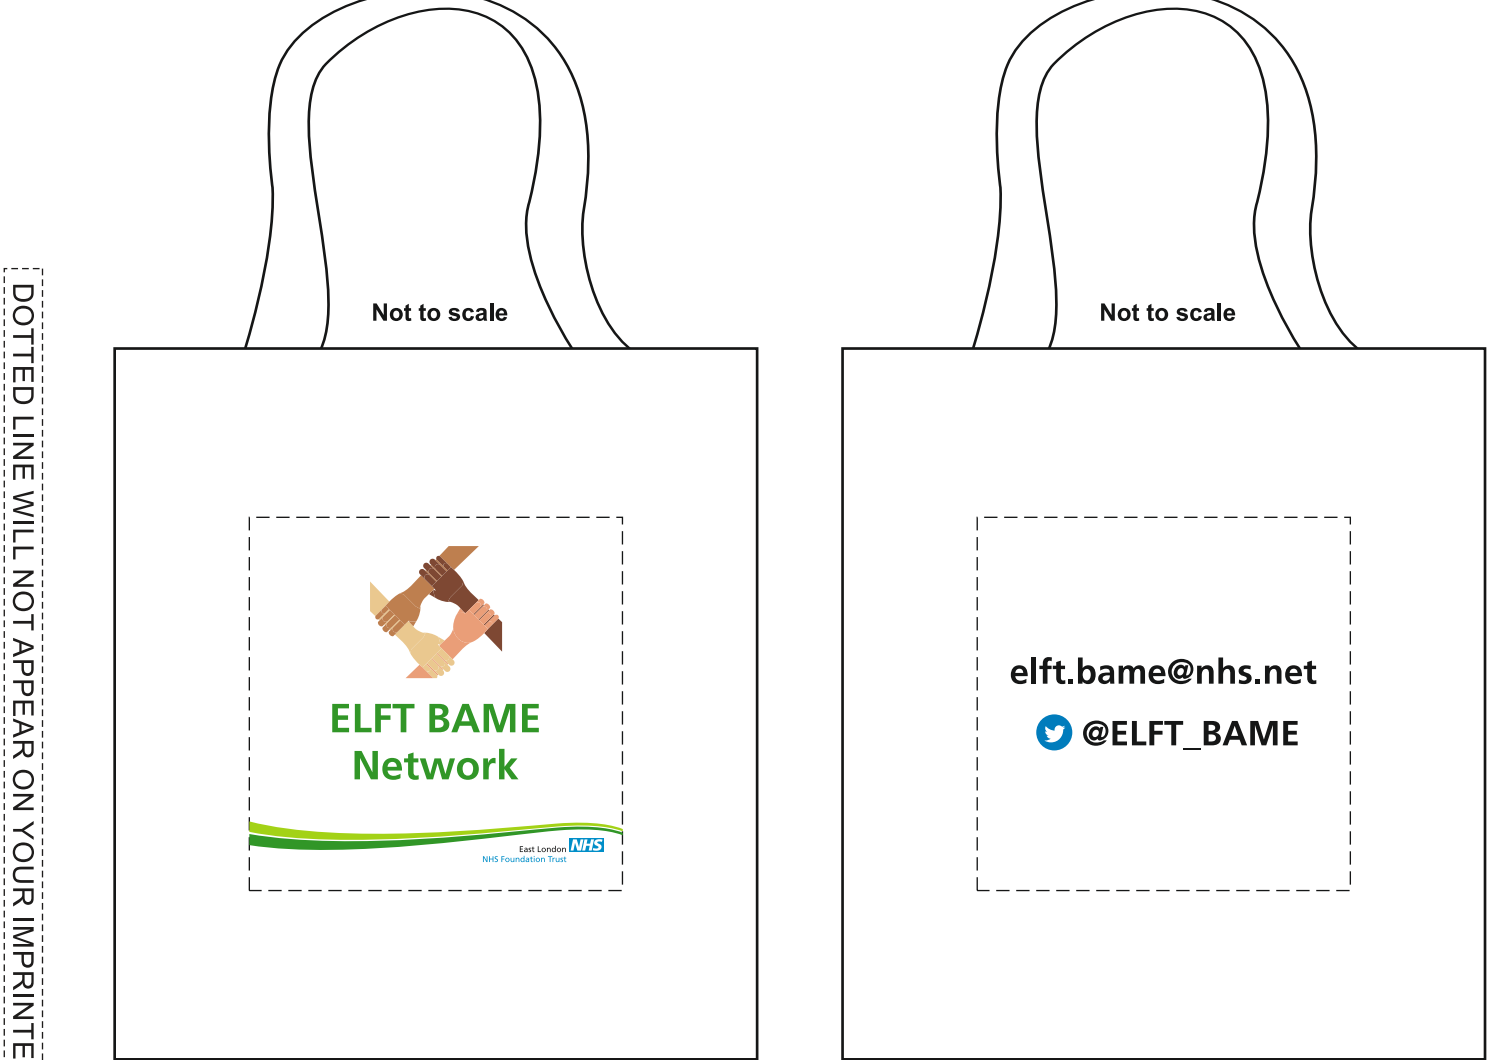 DOTTED LINE WILL NOT APPEAR ON YOUR IMPRINTE
Not to scale
ELFT BAME
Network
East London NHS
NHS Foundation Trust
Not to scale
elft.bame@nhs.net
@ELFT_BAME